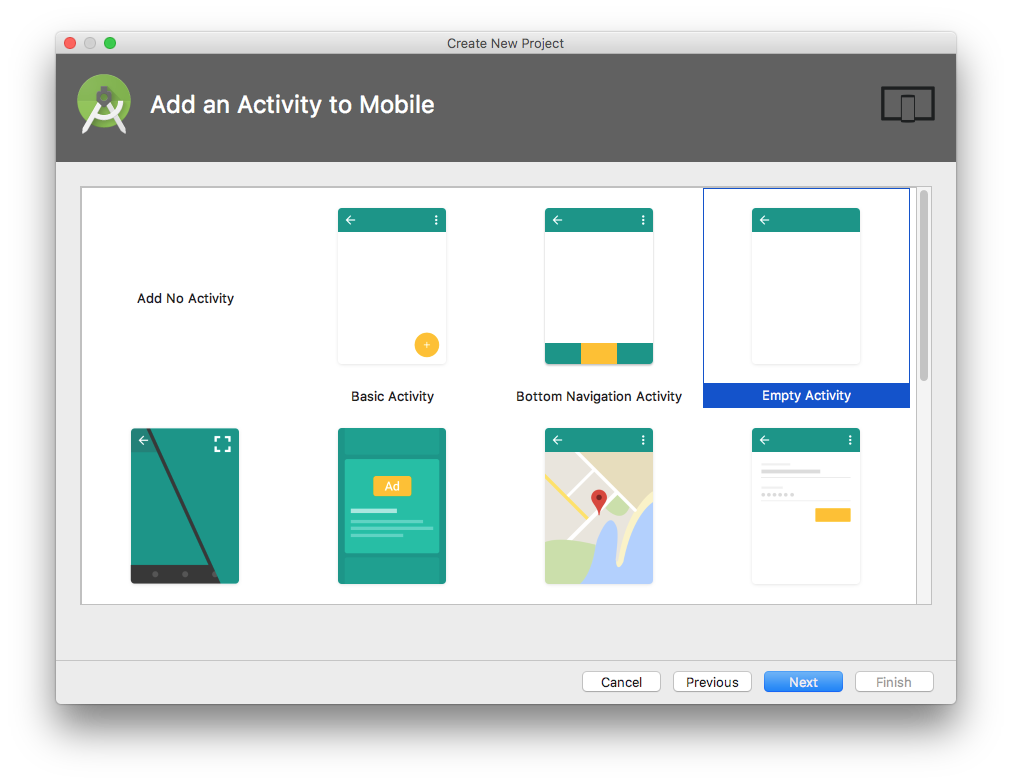 Create New Project
Add an Activity to Mobile
Add No Activity
Basic Activity
Bottom Navigation Activity
Empty Activity
Ad
Cancel
Previous
Next
Finish